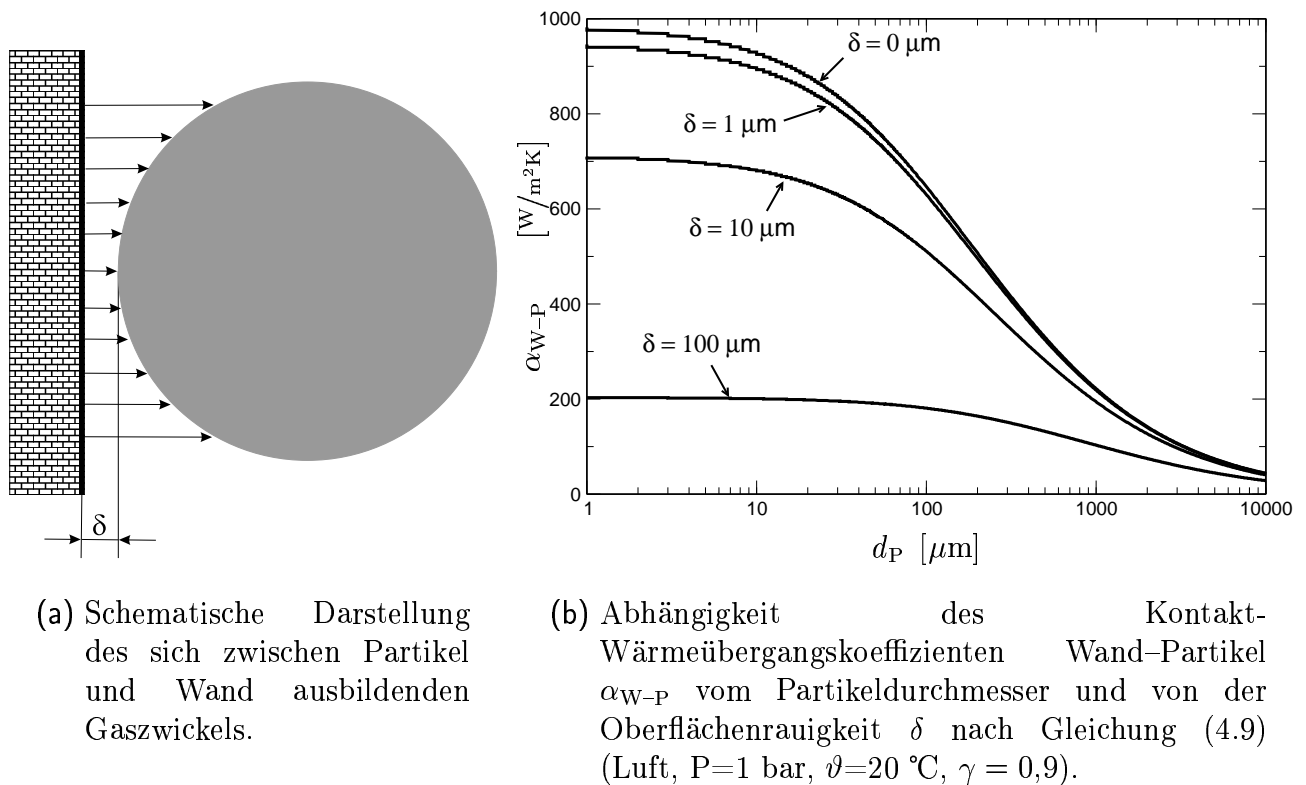 δ
1000
800
600
400
200
0
α_W–P [W/m²K]
δ = 0 µm
δ = 1 µm
δ = 10 µm
δ = 100 µm
1
10
100
1000
10000
d_P [µm]
(a) Schematische Darstellung
des sich zwischen Partikel
und Wand ausbildenden
Gaszwickels.
(b) Abhängigkeit des Kontakt-
Wärmeübergangskoeffizienten Wand–Partikel
α_W–P vom Partikeldurchmesser und von der
Oberflächenrauigkeit δ nach Gleichung (4.9)
(Luft, P=1 bar, ϑ=20 ℃, γ = 0,9).